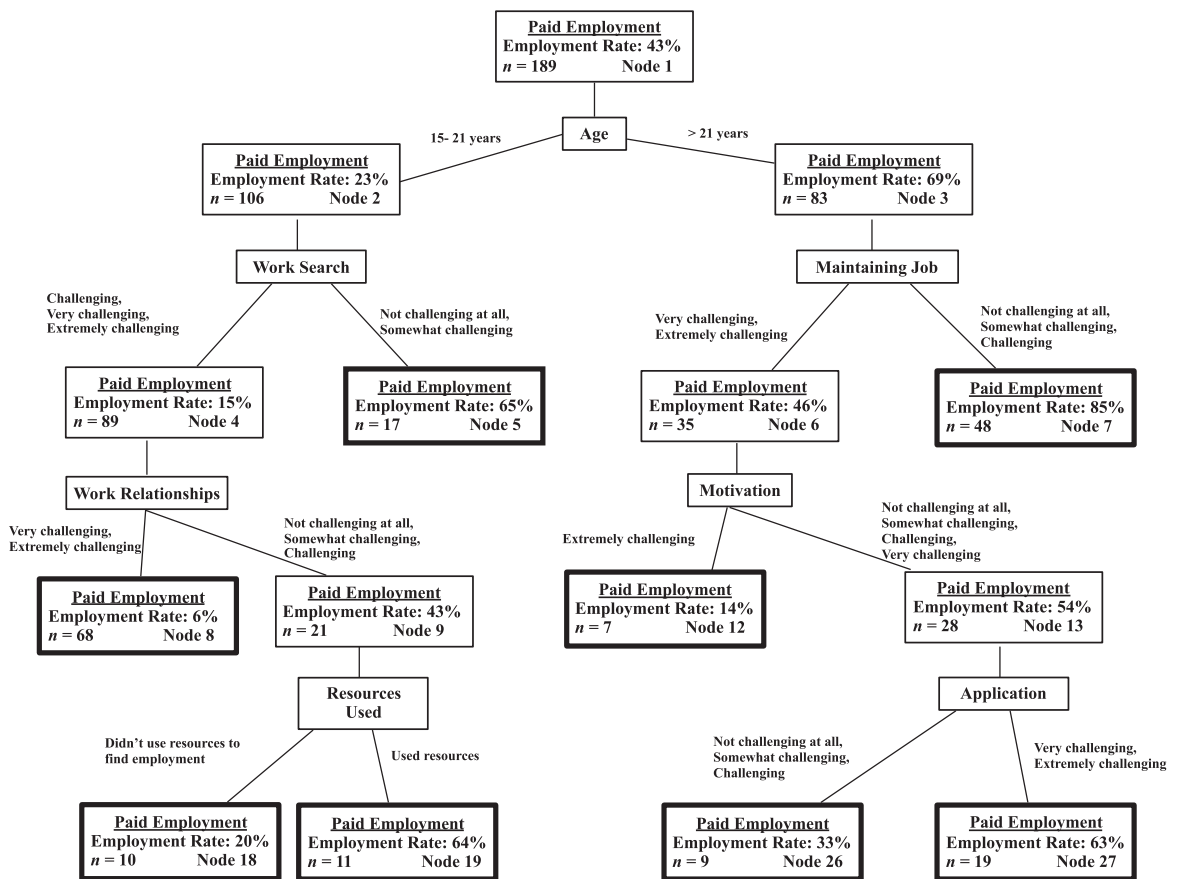 Paid Employment
Employment Rate: 43%
n = 189 Node 1
Age
15- 21 years
> 21 years
Paid Employment
Employment Rate: 23%
n = 106 Node 2
Paid Employment
Employment Rate: 69%
n = 83 Node 3
Work Search
Maintaining Job
Challenging,
Very challenging,
Extremely challenging
Not challenging at all,
Somewhat challenging
Very challenging,
Extremely challenging
Not challenging at all,
Somewhat challenging,
Challenging
Paid Employment
Employment Rate: 15%
n = 89 Node 4
Paid Employment
Employment Rate: 65%
n = 17 Node 5
Paid Employment
Employment Rate: 46%
n = 35 Node 6
Paid Employment
Employment Rate: 85%
n = 48 Node 7
Work Relationships
Motivation
Very challenging,
Extremely challenging
Not challenging at all,
Somewhat challenging,
Challenging
Extremely challenging
Not challenging at all,
Somewhat challenging,
Challenging,
Very challenging
Paid Employment
Employment Rate: 6%
n = 68 Node 8
Paid Employment
Employment Rate: 43%
n = 21 Node 9
Paid Employment
Employment Rate: 14%
n = 7 Node 12
Paid Employment
Employment Rate: 54%
n = 28 Node 13
Resources
Used
Application
Didn’t use resources to
find employment
Used resources
Not challenging at all,
Somewhat challenging,
Challenging
Very challenging,
Extremely challenging
Paid Employment
Employment Rate: 20%
n = 10 Node 18
Paid Employment
Employment Rate: 64%
n = 11 Node 19
Paid Employment
Employment Rate: 33%
n = 9 Node 26
Paid Employment
Employment Rate: 63%
n = 19 Node 27